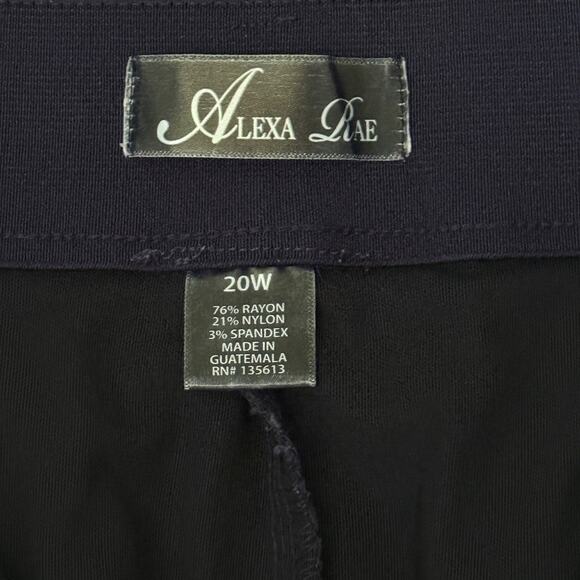 ALEXA RAE
20W
76% RAYON
21% NYLON
3% SPANDEX
MADE IN
GUATEMALA
RN# 135613